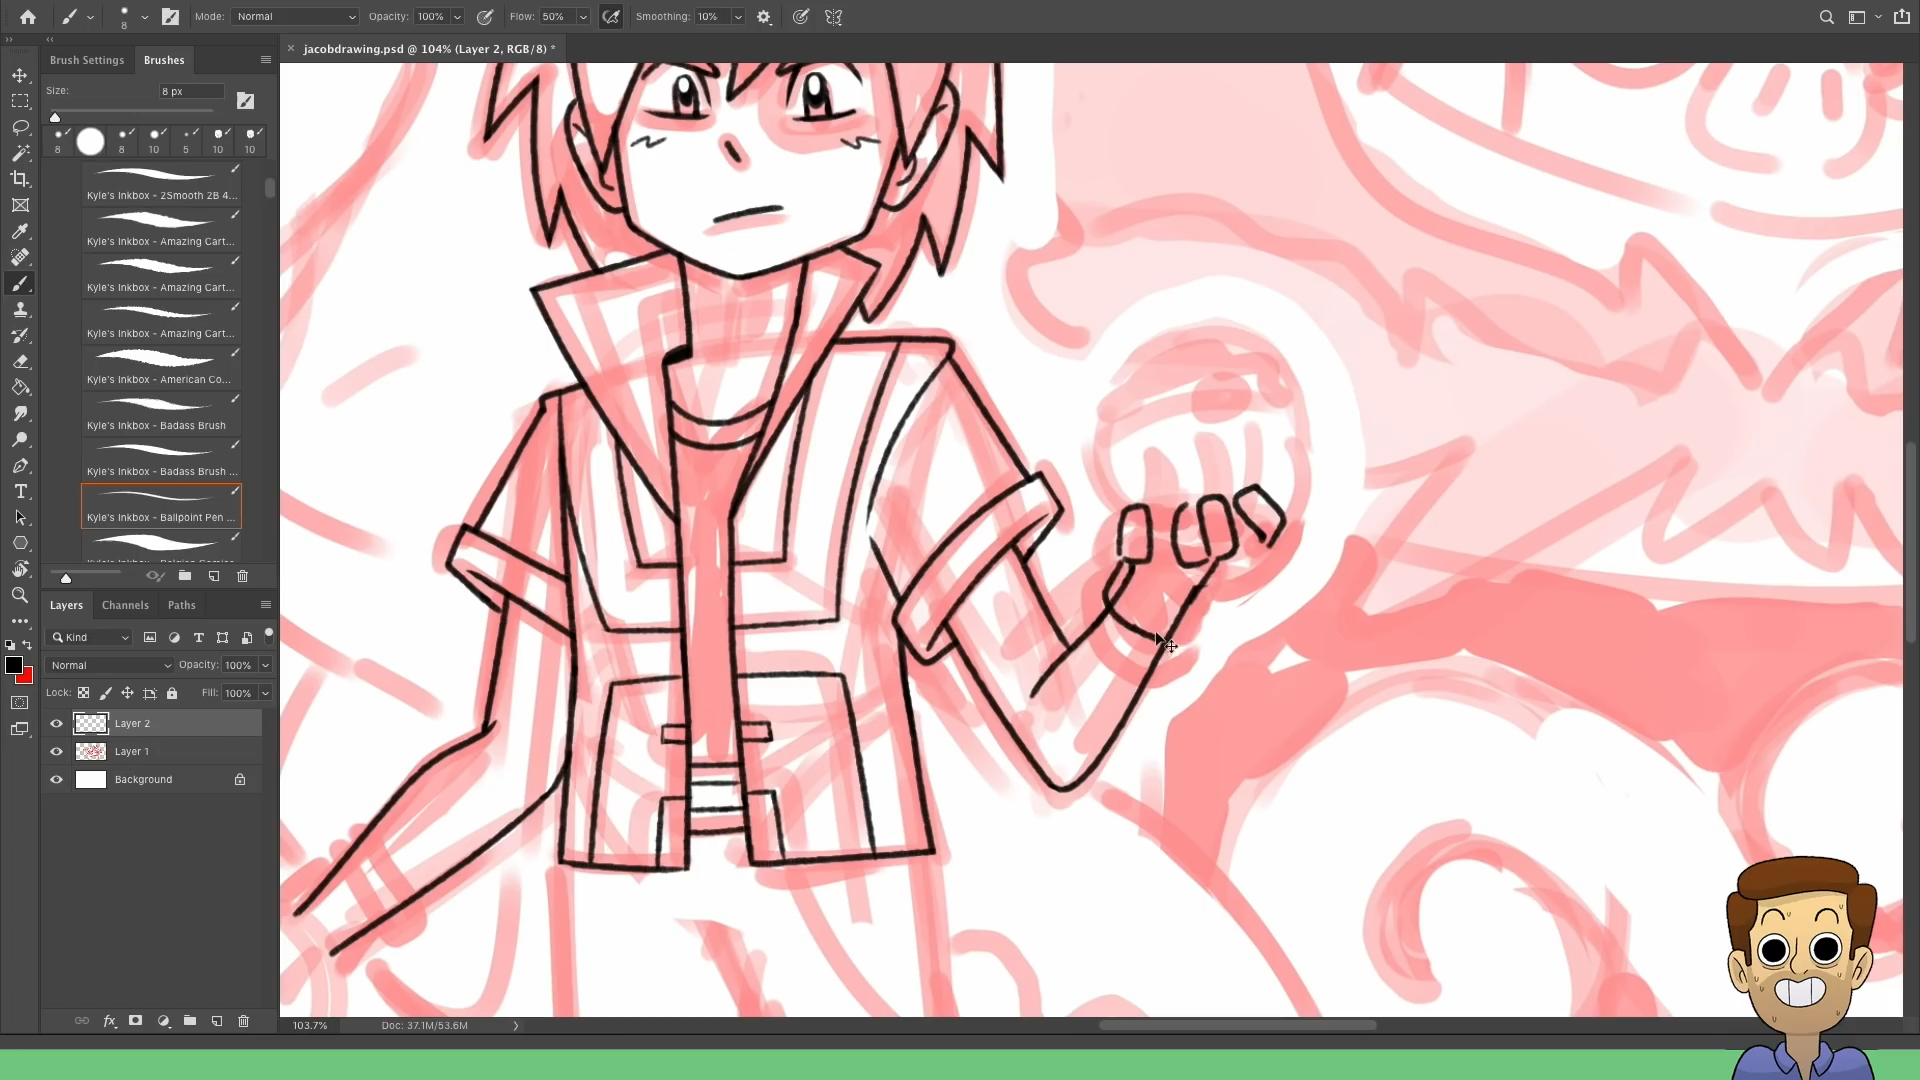 8
Mode: Normal
Opacity: 100%
Flow: 50%
Smoothing: 10%
jacobdrawing.psd @ 104% (Layer 2, RGB/8) *
Brush Settings
Brushes
Size:
8 px
8
8
10
5
10
10
Kyle's Inkbox - 2Smooth 2B 4...
Kyle's Inkbox - Amazing Cart...
Kyle's Inkbox - Amazing Cart...
Kyle's Inkbox - Amazing Cart...
Kyle's Inkbox - American Co...
Kyle's Inkbox - Badass Brush
Kyle's Inkbox - Badass Brush ...
Kyle's Inkbox - Ballpoint Pen ...
Layers
Channels
Paths
Kind
Normal
Opacity: 100%
Lock:
Fill: 100%
Layer 2
Layer 1
Background
fx
103.7%
Doc: 37.1M/53.6M